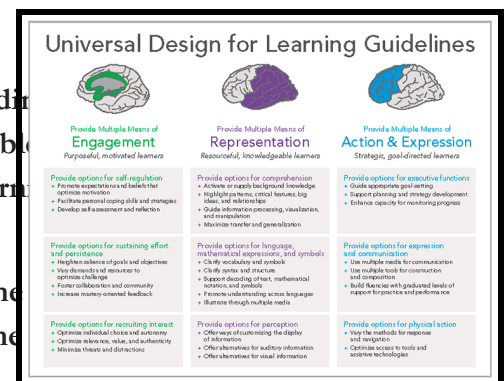 Universal Design for Learning Guidelines
Provide Multiple Means of
Engagement
Purposeful, motivated learners
Provide options for self-regulation
+ Promote expectations and beliefs that
optimize motivation
+ Facilitate personal coping skills and strategies
+ Develop self-assessment and reflection
Provide options for sustaining effort
and persistence
+ Heighten salience of goals and objectives
+ Vary demands and resources to
optimize challenge
+ Foster collaboration and community
+ Increase mastery-oriented feedback
Provide options for recruiting interest
+ Optimize individual choice and autonomy
+ Optimize relevance, value, and authenticity
+ Minimize threats and distractions
Provide Multiple Means of
Representation
Resourceful, knowledgeable learners
Provide options for comprehension
+ Activate or supply background knowledge
+ Highlight patterns, critical features, big
ideas, and relationships
+ Guide information processing, visualization,
and manipulation
+ Maximize transfer and generalization
Provide options for language,
mathematical expressions, and symbols
+ Clarify vocabulary and symbols
+ Clarify syntax and structure
+ Support decoding of text, mathematical
notation, and symbols
+ Promote understanding across languages
+ Illustrate through multiple media
Provide options for perception
+ Offer ways of customizing the display
of information
+ Offer alternatives for auditory information
+ Offer alternatives for visual information
Provide Multiple Means of
Action & Expression
Strategic, goal-directed learners
Provide options for executive functions
+ Guide appropriate goal-setting
+ Support planning and strategy development
+ Enhance capacity for monitoring progress
Provide options for expression
and communication
+ Use multiple media for communication
+ Use multiple tools for construction
and composition
+ Build fluencies with graduated levels of
support for practice and performance
Provide options for physical action
+ Vary the methods for response
and navigation
+ Optimize access to tools and
assistive technologies